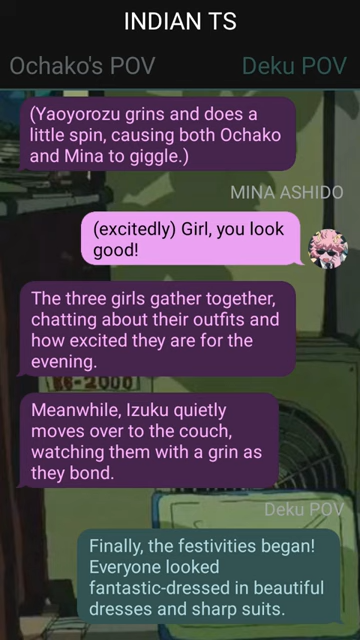 INDIAN TS
Ochako's POV
Deku POV
(Yaoyorozu grins and does a
little spin, causing both Ochako
and Mina to giggle.)
MINA ASHIDO
(excitedly) Girl, you look
good!
The three girls gather together,
chatting about their outfits and
how excited they are for the
evening.
Meanwhile, Izuku quietly
moves over to the couch,
watching them with a grin as
they bond.
Deku POV
Finally, the festivities began!
Everyone looked
fantastic-dressed in beautiful
dresses and sharp suits.